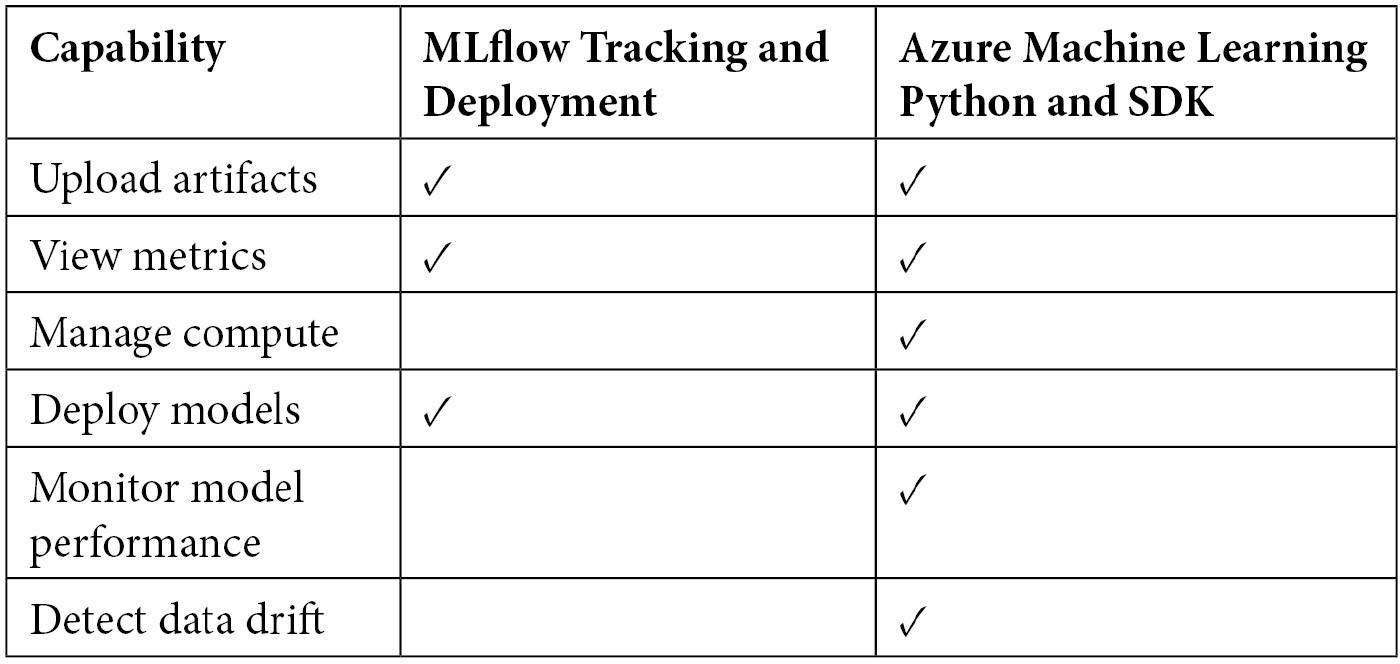 Capability MLflow Tracking and Deployment Azure Machine Learning Python and SDK
Upload artifacts ✓ ✓
View metrics ✓ ✓
Manage compute ✓
Deploy models ✓ ✓
Monitor model performance ✓
Detect data drift ✓